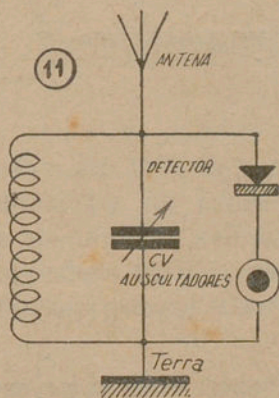 11
ANTENA
DETECTOR
CV
AUSCULTADORES
Terra